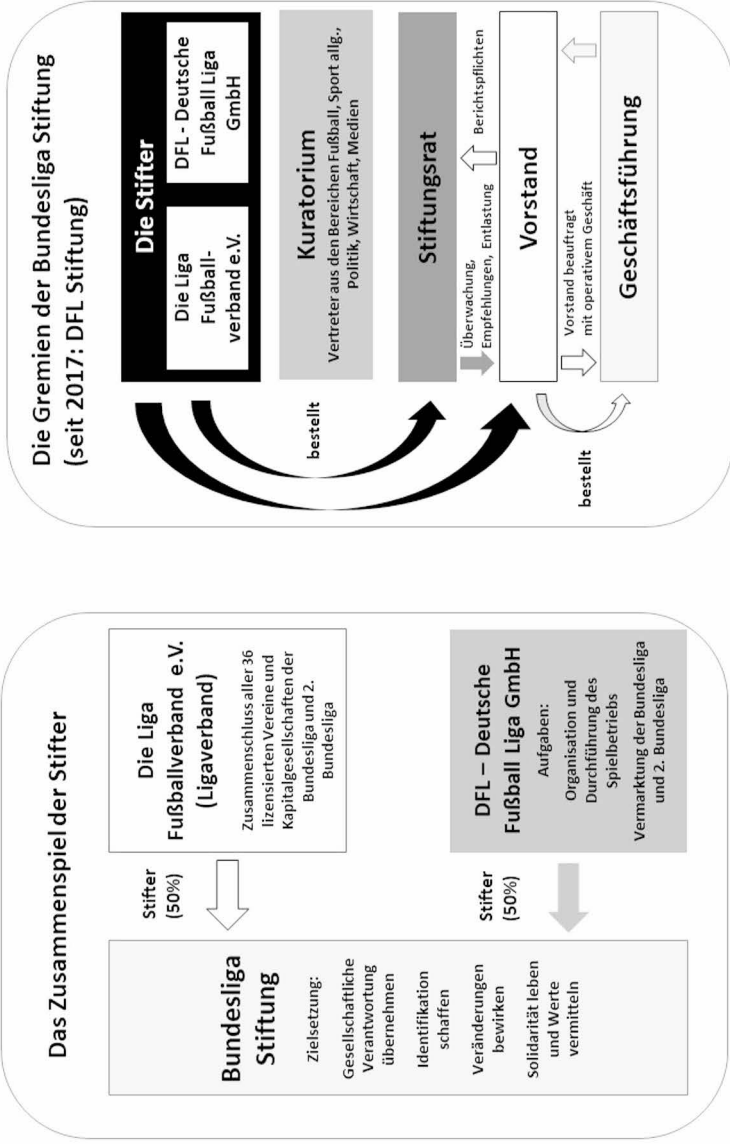 Das Zusammenspiel der Stifter
Bundesliga
Stiftung
Zielsetzung:
Gesellschaftliche
Verantwortung
übernehmen
Identifikation
schaffen
Veränderungen
bewirken
Solidarität leben
und Werte
vermitteln
Stifter
(50%)
Die Liga
Fußballverband e.V.
(Ligaverband)
Zusammenschluss aller 36
lizensierten Vereine und
Kapitalgesellschaften der
Bundesliga und 2.
Bundesliga
Stifter
(50%)
DFL – Deutsche
Fußball Liga GmbH
Aufgaben:
Organisation und
Durchführung des
Spielbetriebs
Vermarktung der Bundesliga
und 2. Bundesliga
Die Gremien der Bundesliga Stiftung
(seit 2017: DFL Stiftung)
Die Stifter
Die Liga
Fußball-
verband e.V.
DFL - Deutsche
Fußball Liga
GmbH
bestellt
Kuratorium
Vertreter aus den Bereichen Fußball, Sport allg.,
Politik, Wirtschaft, Medien
Stiftungsrat
Überwachung,
Empfehlungen, Entlastung
Berichtspflichten
Vorstand
bestellt
Vorstand beauftragt
mit operativem Geschäft
Geschäftsführung